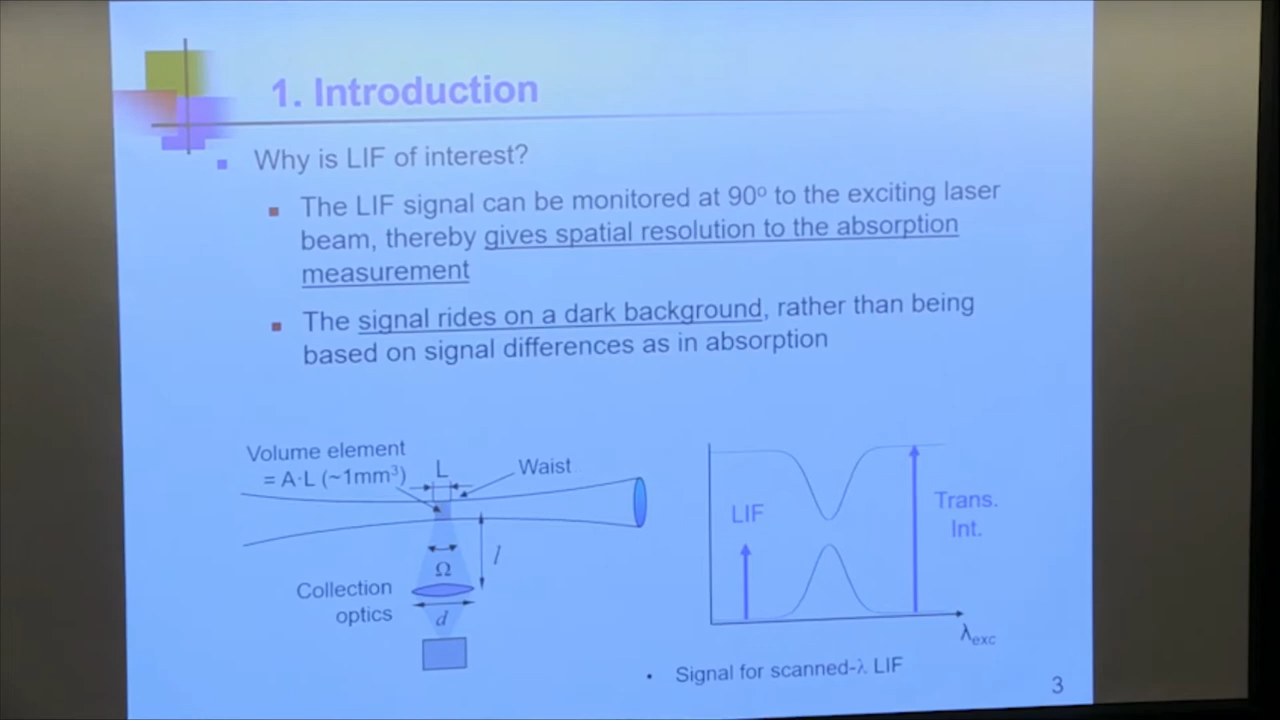 1. Introduction
Why is LIF of interest?
The LIF signal can be monitored at 90º to the exciting laser
beam, thereby gives spatial resolution to the absorption
measurement
The signal rides on a dark background, rather than being
based on signal differences as in absorption
Volume element
= A·L (~1mm³)
L
Waist
Ω
l
Collection
optics
d
LIF
Trans.
Int.
λexc
• Signal for scanned-λ LIF
3